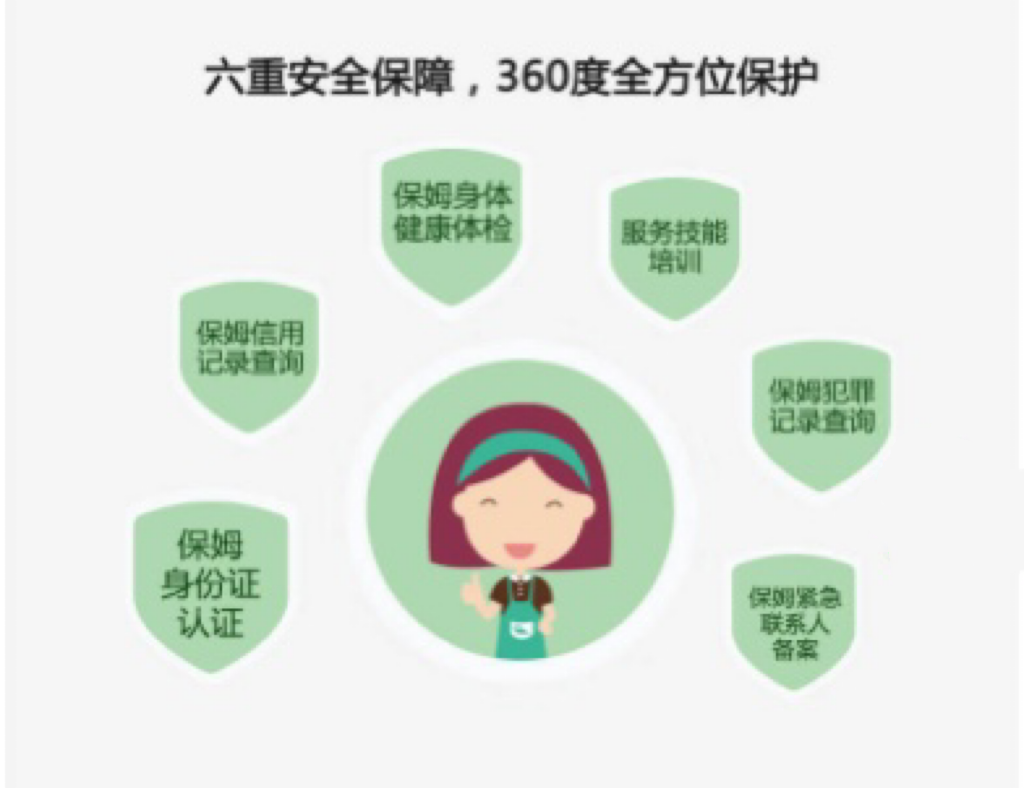 六重安全保障，360度全方位保护
保姆身体
健康体检
服务技能
培训
保姆信用
记录查询
保姆犯罪
记录查询
保姆
身份证
认证
保姆紧急
联系人
备案